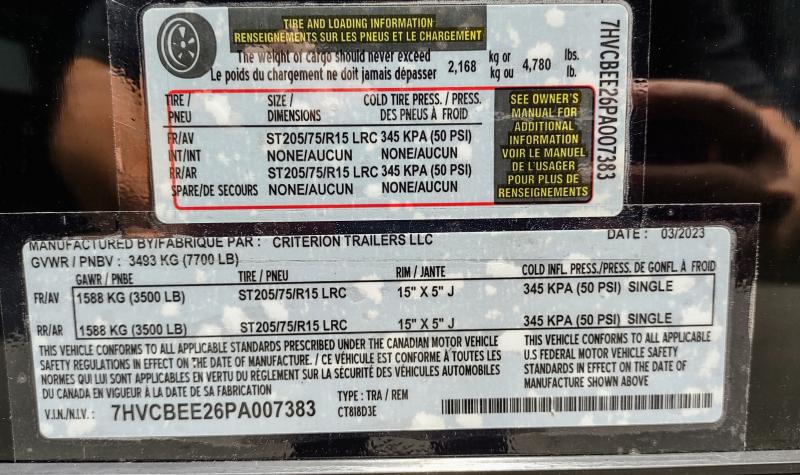 TIRE AND LOADING INFORMATION
RENSEIGNEMENTS SUR LES PNEUS ET LE CHARGEMENT
The weight of cargo should never exceed
Le poids du chargement ne doit jamais dépasser
2,168 kg or kg ou 4,780 lbs. lb.
TIRE / PNEU SIZE / DIMENSIONS COLD TIRE PRESS. / PRESS. DES PNEUS À FROID
FR/AV ST205/75/R15 LRC 345 KPA (50 PSI)
INT/INT NONE/AUCUN NONE/AUCUN
RR/AR ST205/75/R15 LRC 345 KPA (50 PSI)
SPARE/DE SECOURS NONE/AUCUN NONE/AUCUN
SEE OWNER'S
MANUAL FOR
ADDITIONAL
INFORMATION
VOIR LE MANUEL
DE L'USAGER
POUR PLUS DE
RENSEIGNEMENTS
7HVCBEE26PA007383
MANUFACTURED BY/FABRIQUE PAR : CRITERION TRAILERS LLC DATE : 03/2023
GVWR / PNBV : 3493 KG (7700 LB)
GAWR / PNBE TIRE / PNEU RIM / JANTE COLD INFL. PRESS./PRESS. DE GONFL. À FROID
FR/AV 1588 KG (3500 LB) ST205/75/R15 LRC 15" X 5" J 345 KPA (50 PSI) SINGLE
RR/AR 1588 KG (3500 LB) ST205/75/R15 LRC 15" X 5" J 345 KPA (50 PSI) SINGLE
THIS VEHICLE CONFORMS TO ALL APPLICABLE STANDARDS PRESCRIBED UNDER THE CANADIAN MOTOR VEHICLE
SAFETY REGULATIONS IN EFFECT ON THE DATE OF MANUFACTURE. / CE VÉHICULE EST CONFORME À TOUTES LES
NORMES QUI LUI SONT APPLICABLES EN VERTU DU RÈGLEMENT SUR LA SÉCURITÉ DES VÉHICULES AUTOMOBILES
DU CANADA EN VIGUEUR À LA DATE DE SA FABRICATION
THIS VEHICLE CONFORMS TO ALL APPLICABLE
U.S FEDERAL MOTOR VEHICLE SAFETY
STANDARDS IN EFFECT ON THE DATE OF
MANUFACTURE SHOWN ABOVE
V.I.N./N.I.V. : 7HVCBEE26PA007383
TYPE : TRA / REM
CT818D3E